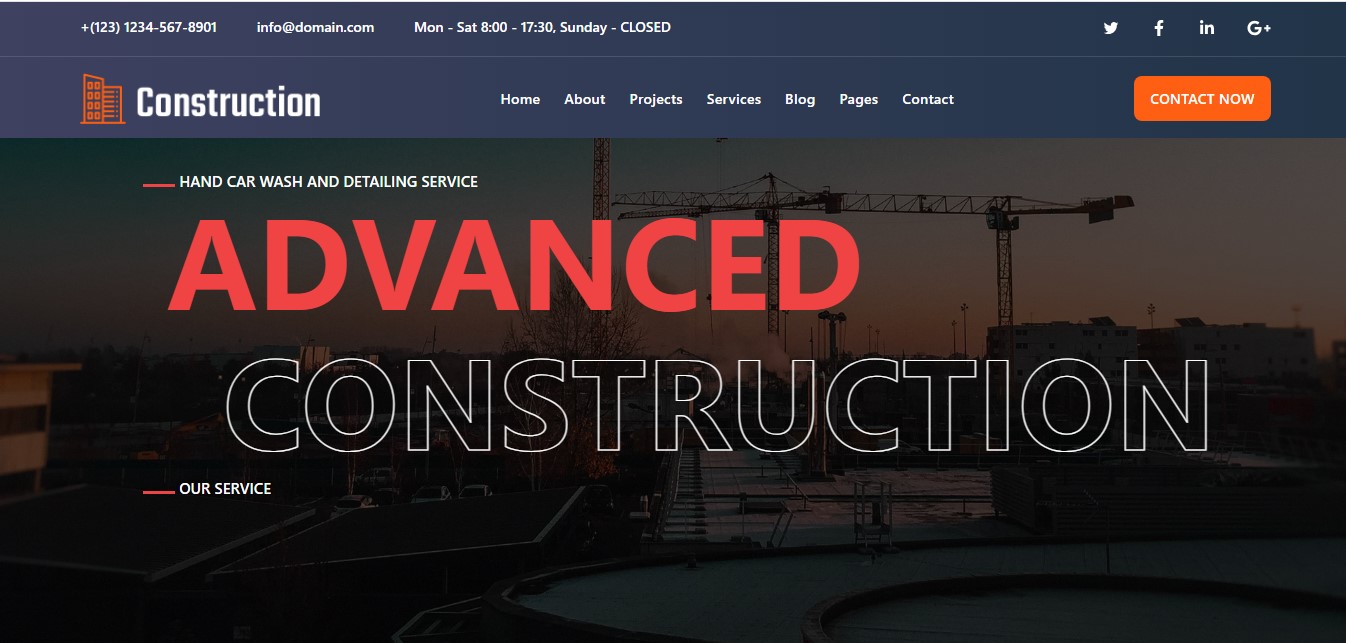 +(123) 1234-567-8901 info@domain.com Mon - Sat 8:00 - 17:30, Sunday - CLOSED
Construction Home About Projects Services Blog Pages Contact CONTACT NOW
HAND CAR WASH AND DETAILING SERVICE
ADVANCED
CONSTRUCTION
OUR SERVICE